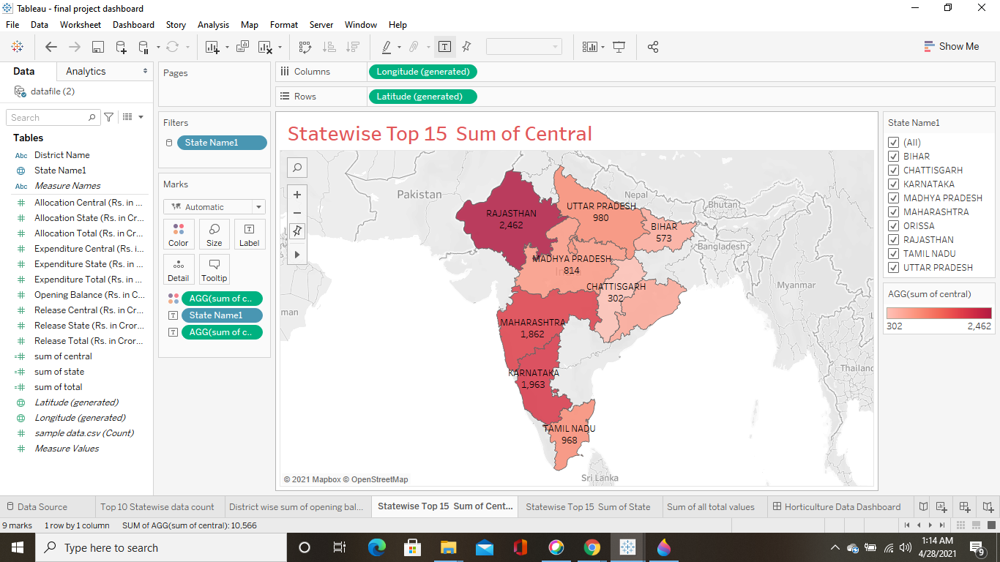 Tableau - final project dashboard
File Data Worksheet Dashboard Story Analysis Map Format Server Window Help
Show Me
Data Analytics
datafile (2)
Search
Tables
Abc District Name
State Name1
Abc Measure Names
Allocation Central (Rs. in ...
Allocation State (Rs. in Cr...
Allocation Total (Rs. in Cr...
Expenditure Central (Rs. i...
Expenditure State (Rs. in ...
Expenditure Total (Rs. in ...
Opening Balance (Rs. in C...
Release Central (Rs. in Cr...
Release State (Rs. in Cror...
Release Total (Rs. in Cror...
sum of central
sum of state
sum of total
Latitude (generated)
Longitude (generated)
sample data.csv (Count)
Measure Values
Pages
Filters
State Name1
Marks
Automatic
Color Size Label
Detail Tooltip
AGG(sum of c..
State Name1
AGG(sum of c..
Columns Longitude (generated)
Rows Latitude (generated)
Statewise Top 15 Sum of Central
Pakistan
Nepal
Bhutan
Bangladesh
Myanmar
man
L
Thailand
Sri Lanka
RAJASTHAN
2,462
UTTAR PRADESH
980
BIHAR
573
MADHYA PRADESH
814
CHATTISGARH
302
MAHARASHTRA
1,862
KARNATAKA
1,963
TAMIL NADU
968
© 2021 Mapbox © OpenStreetMap
State Name1
(All)
BIHAR
CHATTISGARH
KARNATAKA
MADHYA PRADESH
MAHARASHTRA
ORISSA
RAJASTHAN
TAMIL NADU
UTTAR PRADESH
AGG(sum of central)
302 2,462
Data Source Top 10 Statewise data count District wise sum of opening bal... Statewise Top 15 Sum of Cent... Statewise Top 15 Sum of State Sum of all total values Horticulture Data Dashboard
9 marks 1 row by 1 column SUM of AGG(sum of central): 10,566
Type here to search
1:14 AM
4/28/2021
9